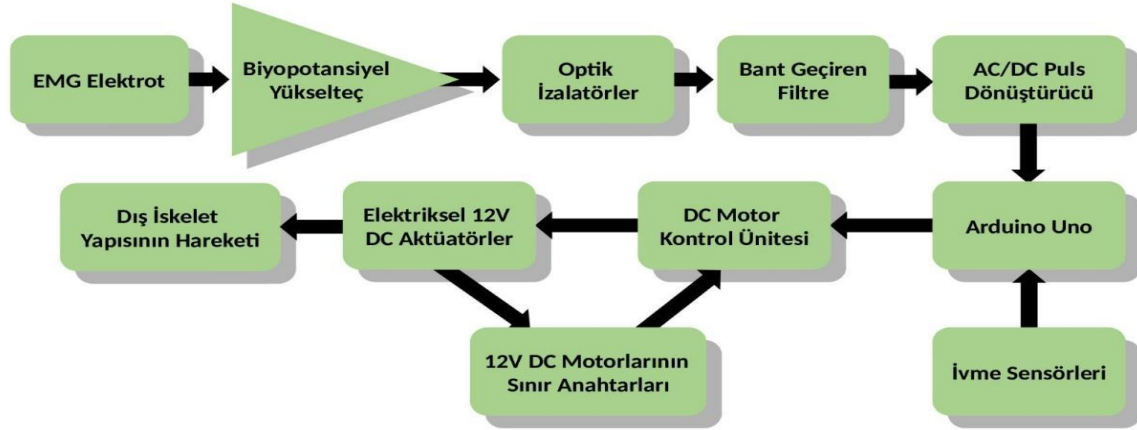 EMG Elektrot
Biyopotansiyel
Yükselteç
Optik
İzalatörler
Bant Geçiren
Filtre
AC/DC Puls
Dönüştürücü
Dış İskelet
Yapısının Hareketi
Elektriksel 12V
DC Aktüatörler
DC Motor
Kontrol Ünitesi
Arduino Uno
12V DC Motorlarının
Sınır Anahtarları
İvme Sensörleri